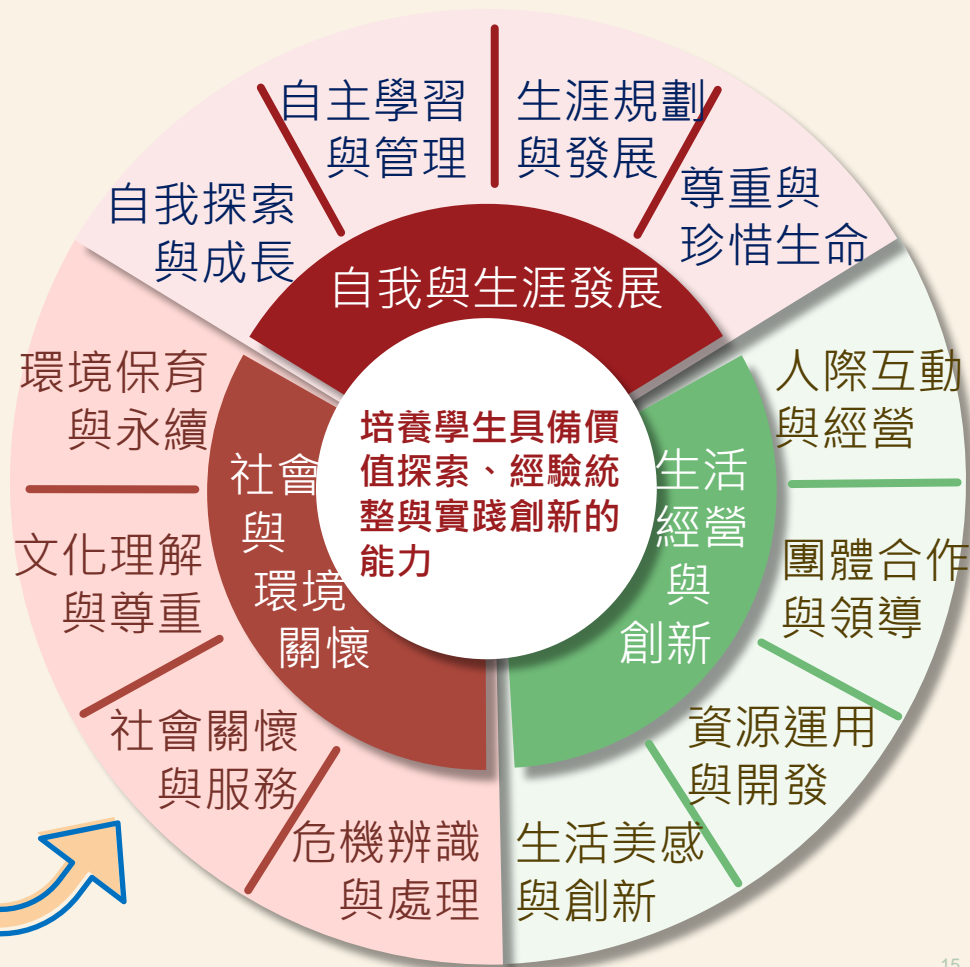 自主學習
與管理
生涯規劃
與發展
自我探索
與成長
尊重與
珍惜生命
自我與生涯發展
環境保育
與永續
人際互動
與經營
培養學生具備價
值探索、經驗統
整與實踐創新的
能力
社會
與
環境
關懷
生活
經營
與
創新
文化理解
與尊重
團體合作
與領導
社會關懷
與服務
資源運用
與開發
危機辨識
與處理
生活美感
與創新
15